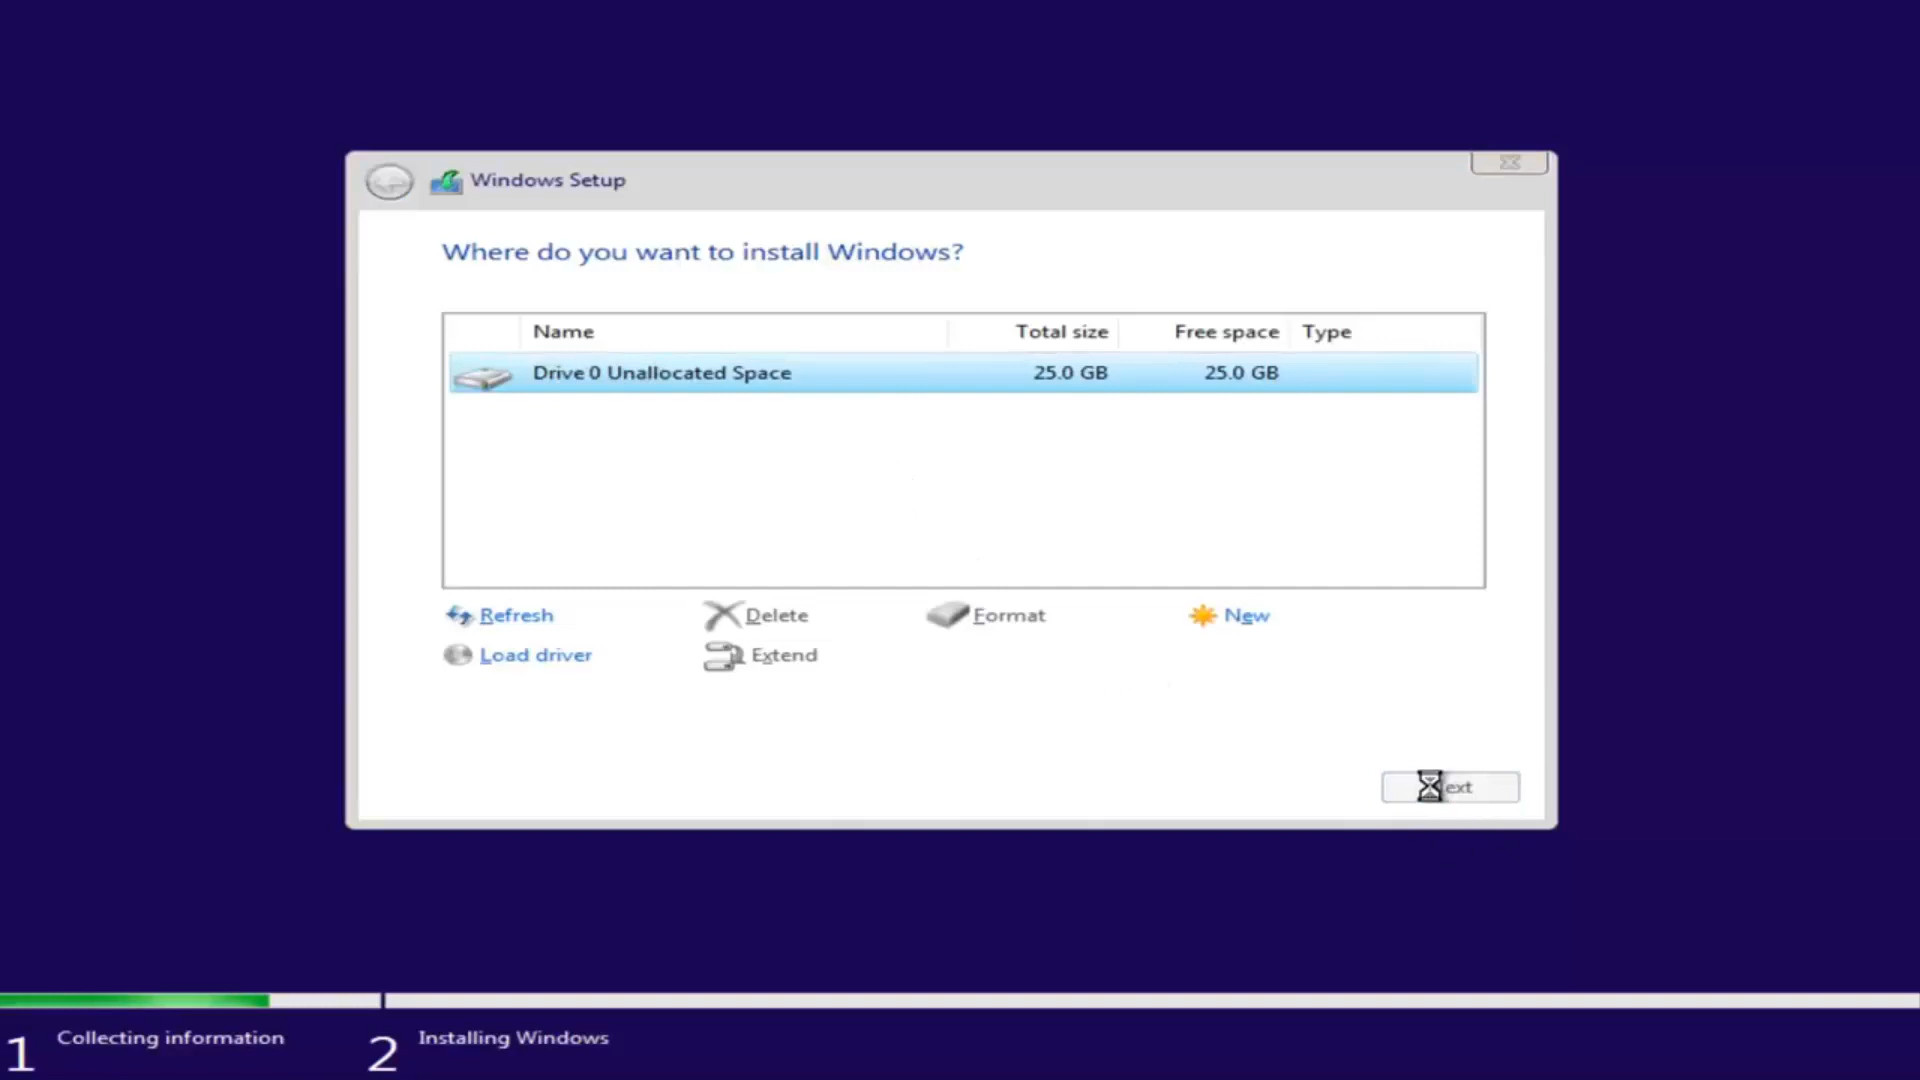 Windows Setup
Where do you want to install Windows?
Name Total size Free space Type
Drive 0 Unallocated Space 25.0 GB 25.0 GB
Refresh Delete Format New
Load driver Extend
ext
1 Collecting information 2 Installing Windows